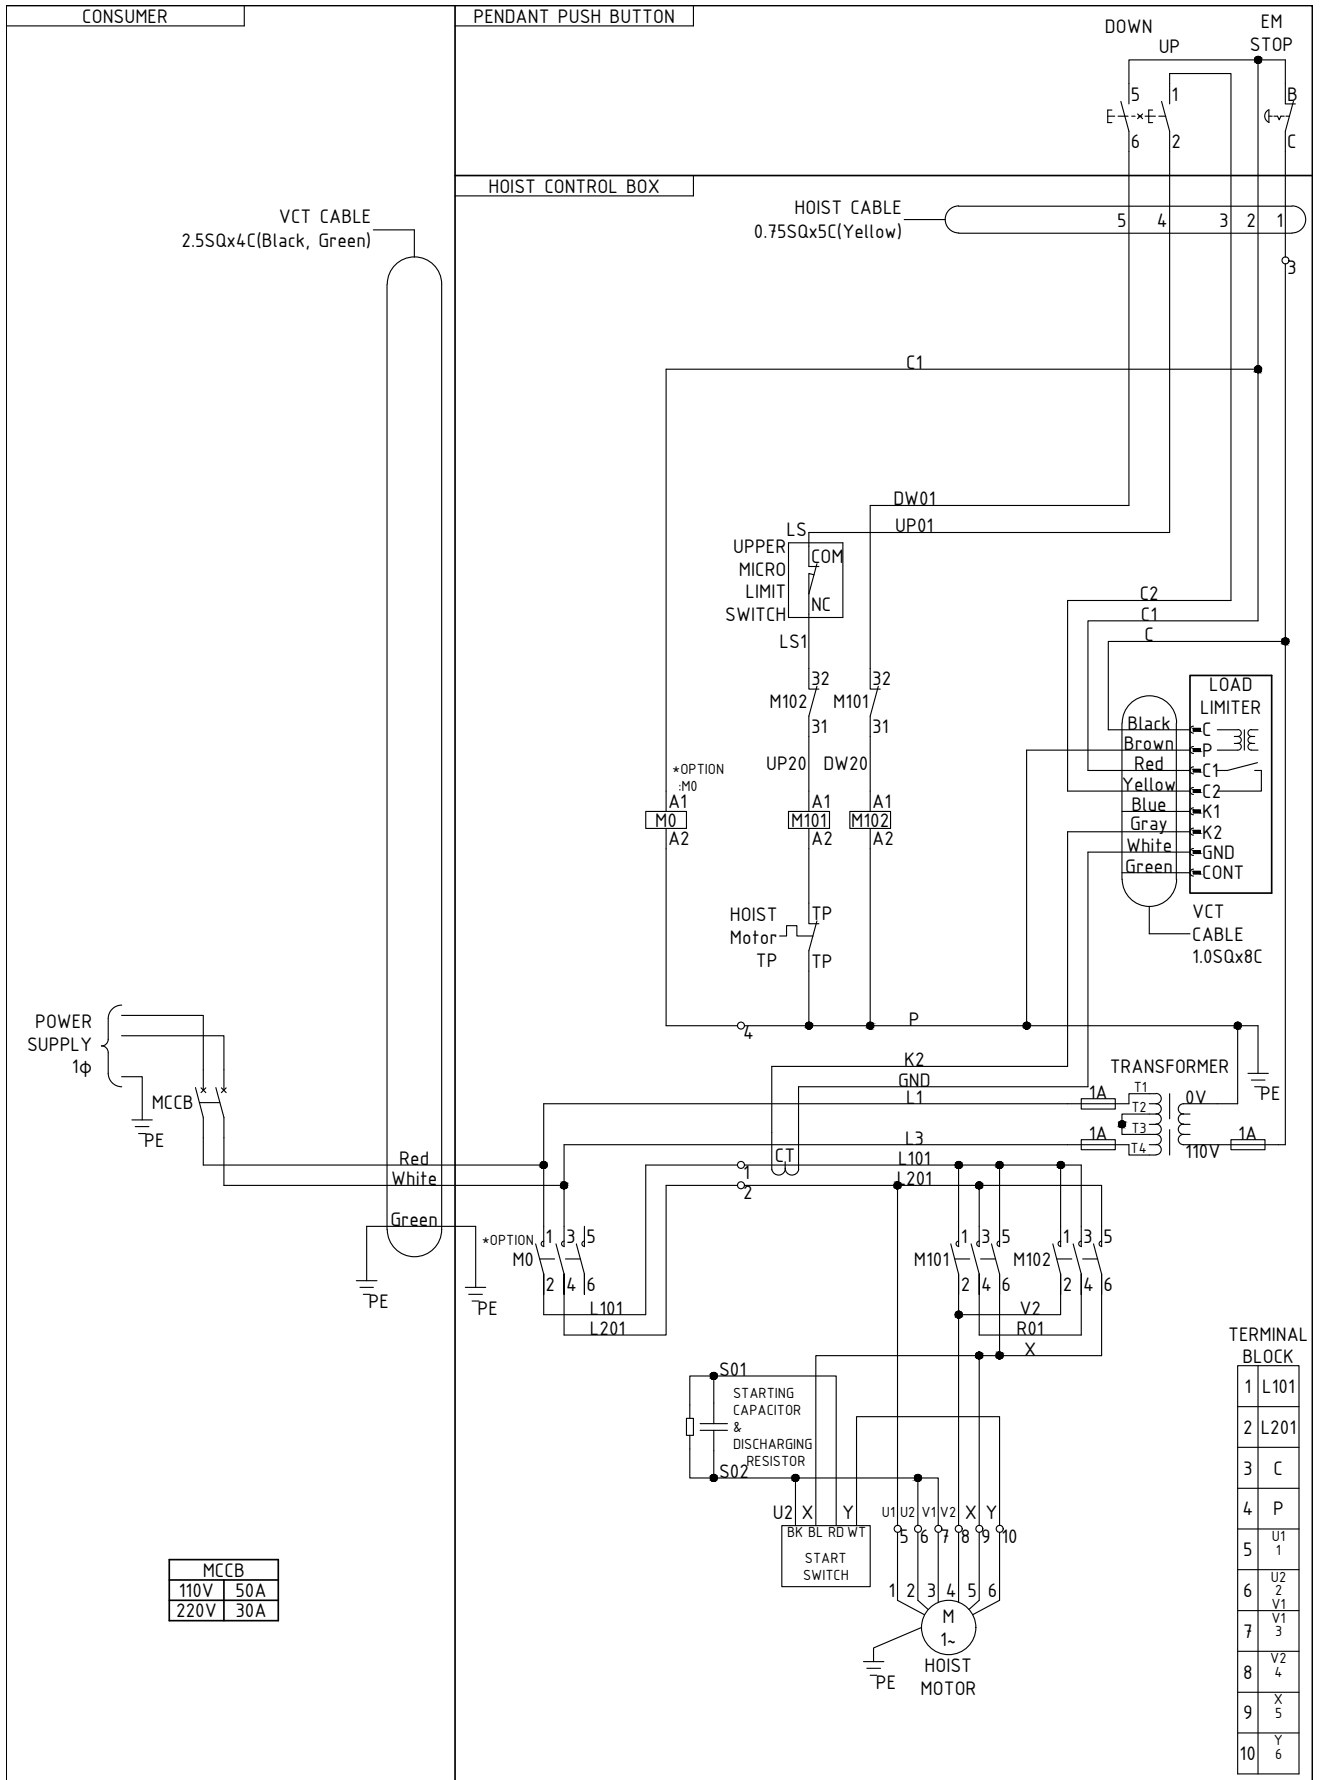 CONSUMER
PENDANT PUSH BUTTON
DOWN
UP
EM
STOP
5
1
B
6
2
C
HOIST CONTROL BOX
VCT CABLE
2.5SQx4C(Black, Green)
HOIST CABLE
0.75SQx5C(Yellow)
5
4
3
2
1
3
C1
DW01
UP01
LS
UPPER
MICRO
LIMIT
SWITCH
COM
NC
LS1
C2
C1
C
32
M102
31
32
M101
31
UP20
DW20
LOAD
LIMITER
Black
C
Brown
P
Red
C1
Yellow
C2
Blue
K1
Gray
K2
White
GND
Green
CONT
VCT
CABLE
1.0SQx8C
*OPTION
:M0
A1
M0
A2
A1
M101
A2
A1
M102
A2
HOIST
Motor
TP
TP
TP
4
P
K2
GND
L1
L3
TRANSFORMER
1A
1A
T1
T2
T3
T4
0V
110V
1A
PE
POWER
SUPPLY
1φ
MCCB
PE
Red
White
Green
PE
PE
CT
1
2
L101
L201
*OPTION
M0
1
3
5
2
4
6
L101
L201
M101
1
3
5
2
4
6
M102
1
3
5
2
4
6
V2
R01
X
S01
STARTING
CAPACITOR
&
DISCHARGING
RESISTOR
S02
U2
X
Y
BK BL RD WT
START
SWITCH
U1
U2
V1
V2
X
Y
5
6
7
8
9
10
1
2
3
4
5
6
M
1~
HOIST
MOTOR
PE
MCCB
110V 50A
220V 30A
TERMINAL
BLOCK
1 L101
2 L201
3 C
4 P
5 U1
1
6 U2
2
V1
7 V1
3
8 V2
4
9 X
5
10 Y
6